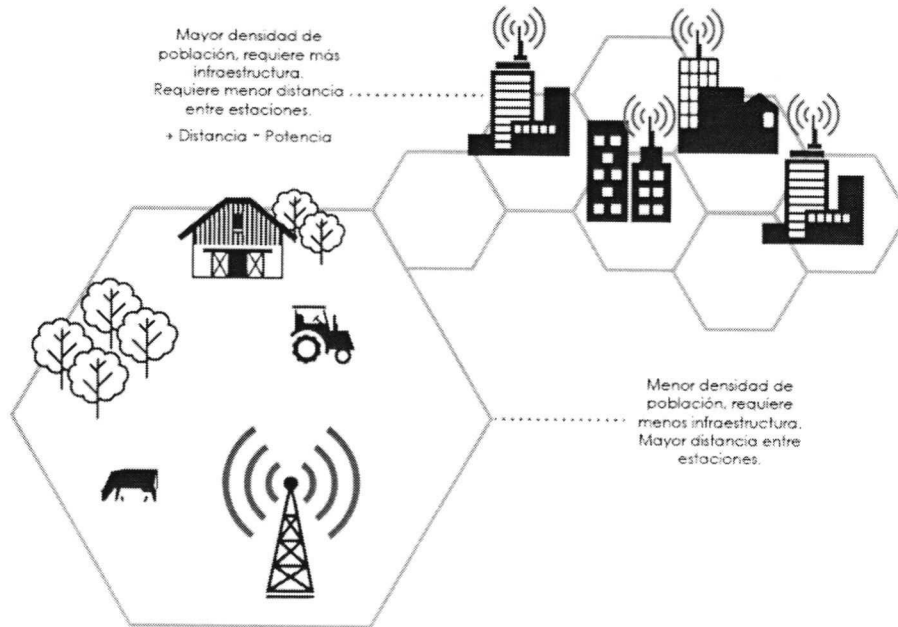 Mayor densidad de
población, requiere más
infraestructura.
Requiere menor distancia
entre estaciones.
+ Distancia - Potencia
Menor densidad de
población, requiere
menos infraestructura.
Mayor distancia entre
estaciones.